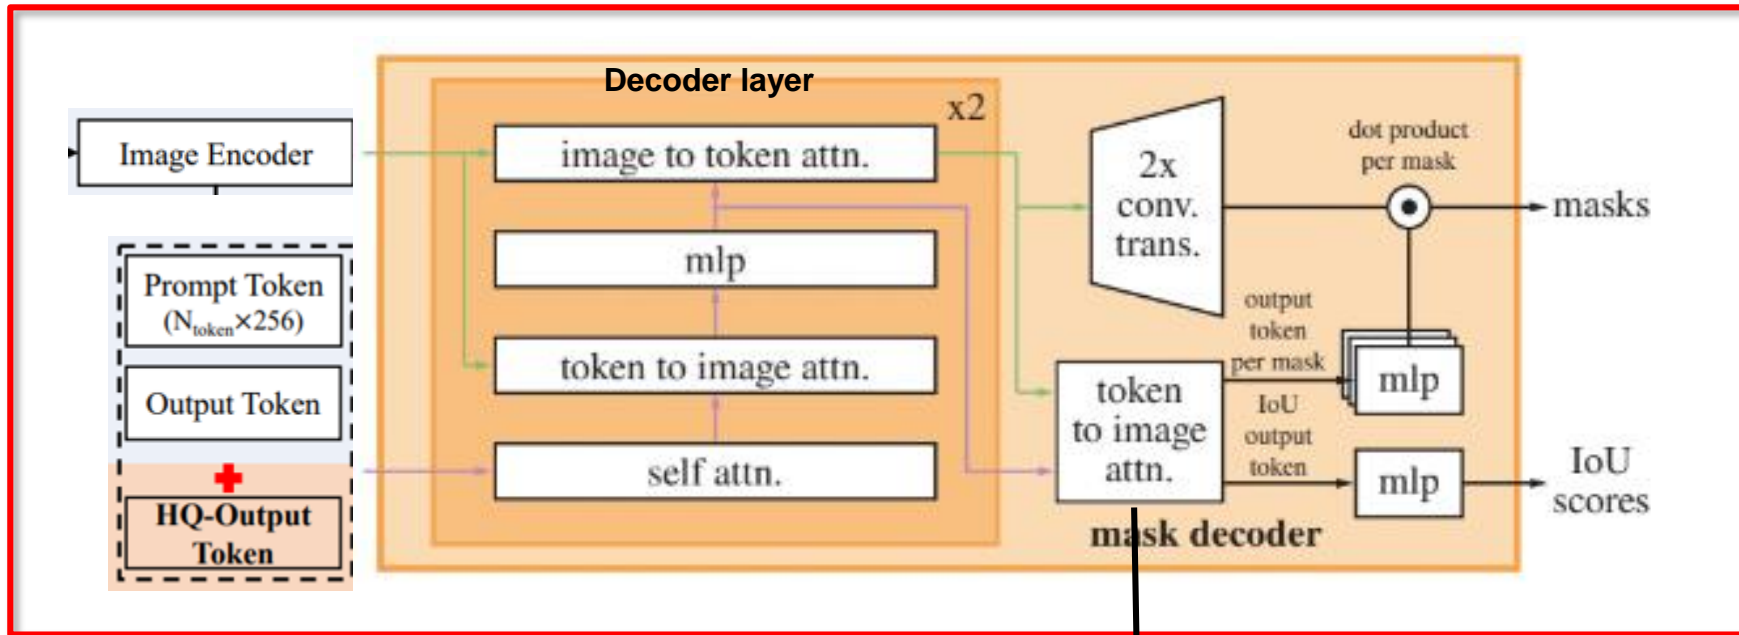 Decoder layer
x2
Image Encoder
image to token attn.
mlp
token to image attn.
self attn.
Prompt Token
(N_token×256)
Output Token
HQ-Output
Token
2x
conv.
trans.
dot product
per mask
masks
output
token
per mask
mlp
token
to image
attn.
IoU
output
token
mlp
IoU
scores
mask decoder